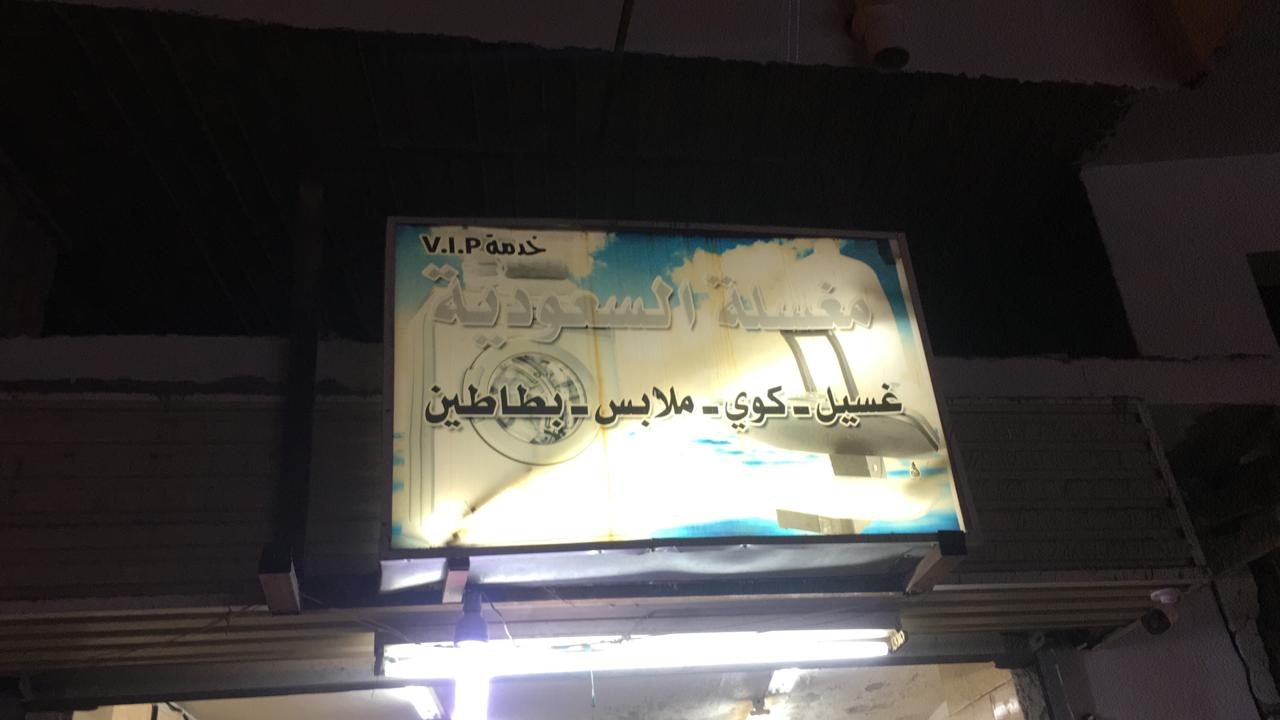 خدمة V.I.P
مغسلة السعودية
غسيل - كوي - ملابس - بطاطين